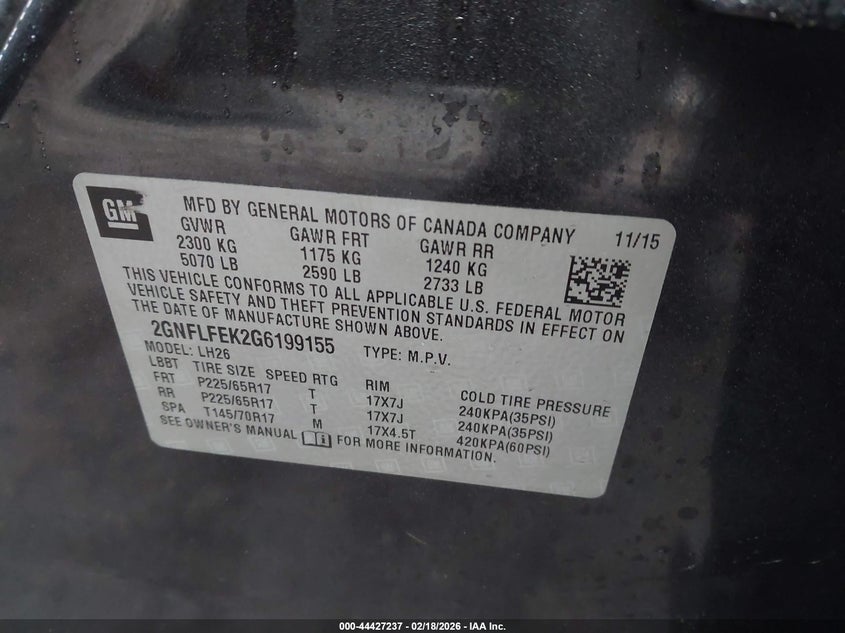 GM
MFD BY GENERAL MOTORS OF CANADA COMPANY 11/15
GVWR GAWR FRT GAWR RR
2300 KG 1175 KG 1240 KG
5070 LB 2590 LB 2733 LB
THIS VEHICLE CONFORMS TO ALL APPLICABLE U.S. FEDERAL MOTOR
VEHICLE SAFETY AND THEFT PREVENTION STANDARDS IN EFFECT ON
THE DATE OF MANUFACTURE SHOWN ABOVE.
2GNFLFEK2G6199155 TYPE: M.P.V.
MODEL: LH26
LBBT TIRE SIZE SPEED RTG RIM COLD TIRE PRESSURE
FRT P225/65R17 T 17X7J 240KPA(35PSI)
RR P225/65R17 T 17X7J 240KPA(35PSI)
SPA T145/70R17 M 17X4.5T 420KPA(60PSI)
SEE OWNER'S MANUAL FOR MORE INFORMATION.
000-44427237 - 02/18/2026 - IAA Inc.